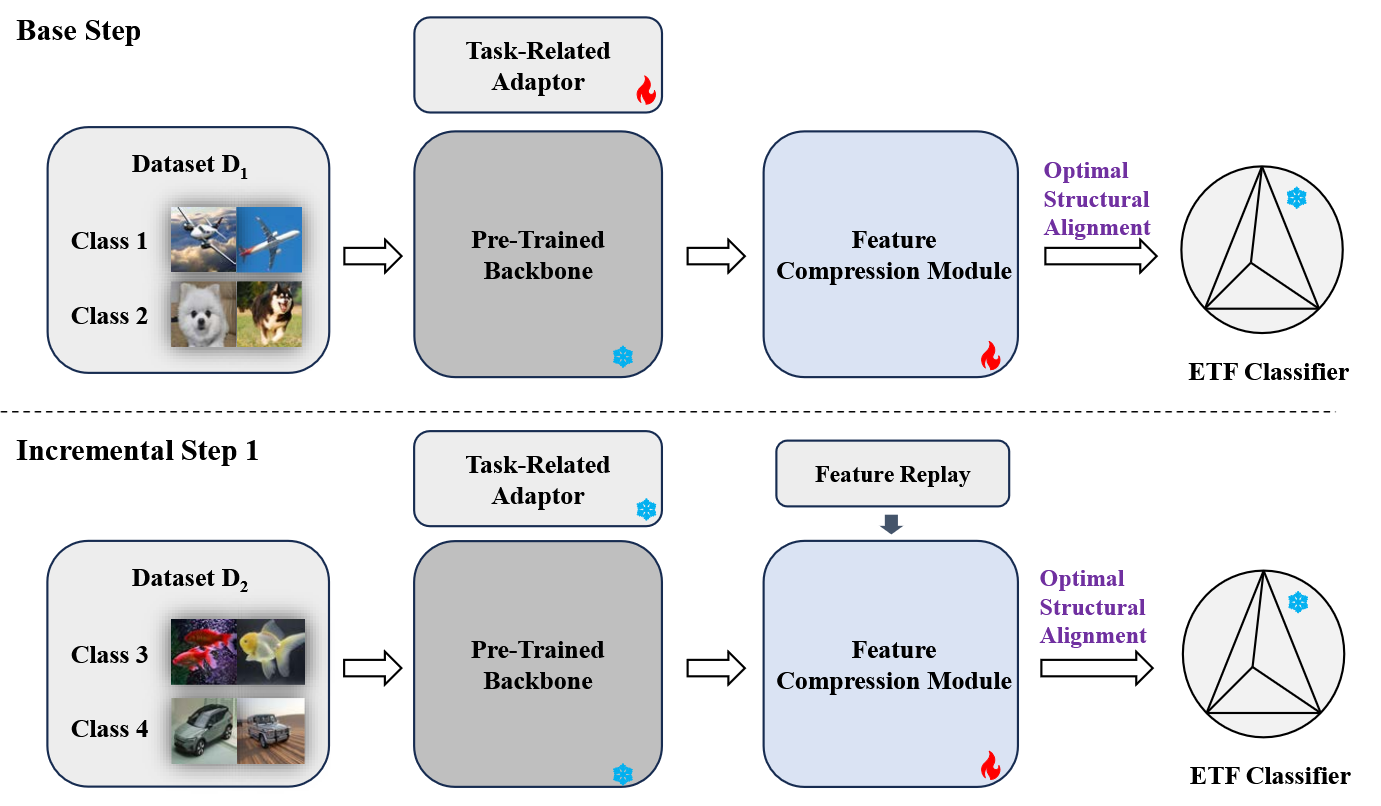 Base Step
Task-Related
Adaptor
Dataset D1
Class 1
Class 2
Pre-Trained
Backbone
Feature
Compression Module
Optimal
Structural
Alignment
ETF Classifier
Incremental Step 1
Task-Related
Adaptor
Feature Replay
Dataset D2
Class 3
Class 4
Pre-Trained
Backbone
Feature
Compression Module
Optimal
Structural
Alignment
ETF Classifier